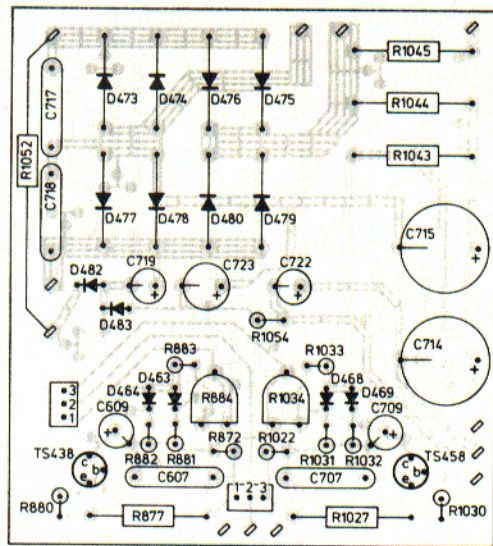 R1045
C717
D473 D474 D476 D475
R1044
R1052
R1043
C718
D477 D478 D480 D479
C715
D482 C719 C723 C722
D483
R1054
C714
R883 R1033
D464 D463 R884 R1034 D468 D469
3
2
1
C609 R872 R1022 C709
TS438 R882 R881 R1031 R1032 TS458
c b e C607 C707 c b e
1-2-3
R880 R877 R1027 R1030